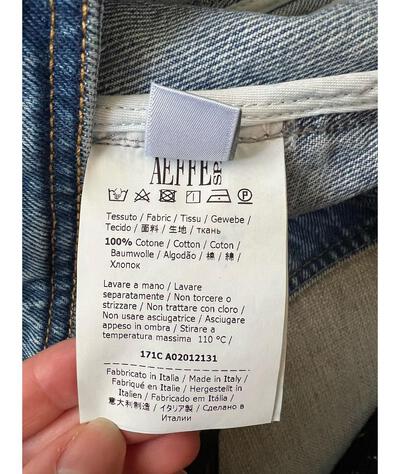 AEFFE SPA
Tessuto / Fabric / Tissu / Gewebe /
Tecido / 面料 / 生地 / ткань
100% Cotone / Cotton / Coton /
Baumwolle / Algodão / 棉 / 綿 /
Хлопок
Lavare a mano / Lavare
separatamente / Non torcere o
strizzare / Non trattare con cloro /
Non usare asciugatrice / Asciugare
appeso in ombra / Stirare a
temperatura massima 110 °C /
171C A02012131
Fabbricato in Italia / Made in Italy /
Fabriqué en Italie / Hergestellt in
Italien / Fabricado em Itália /
意大利制造 / イタリア製 / Сделано в
Италии